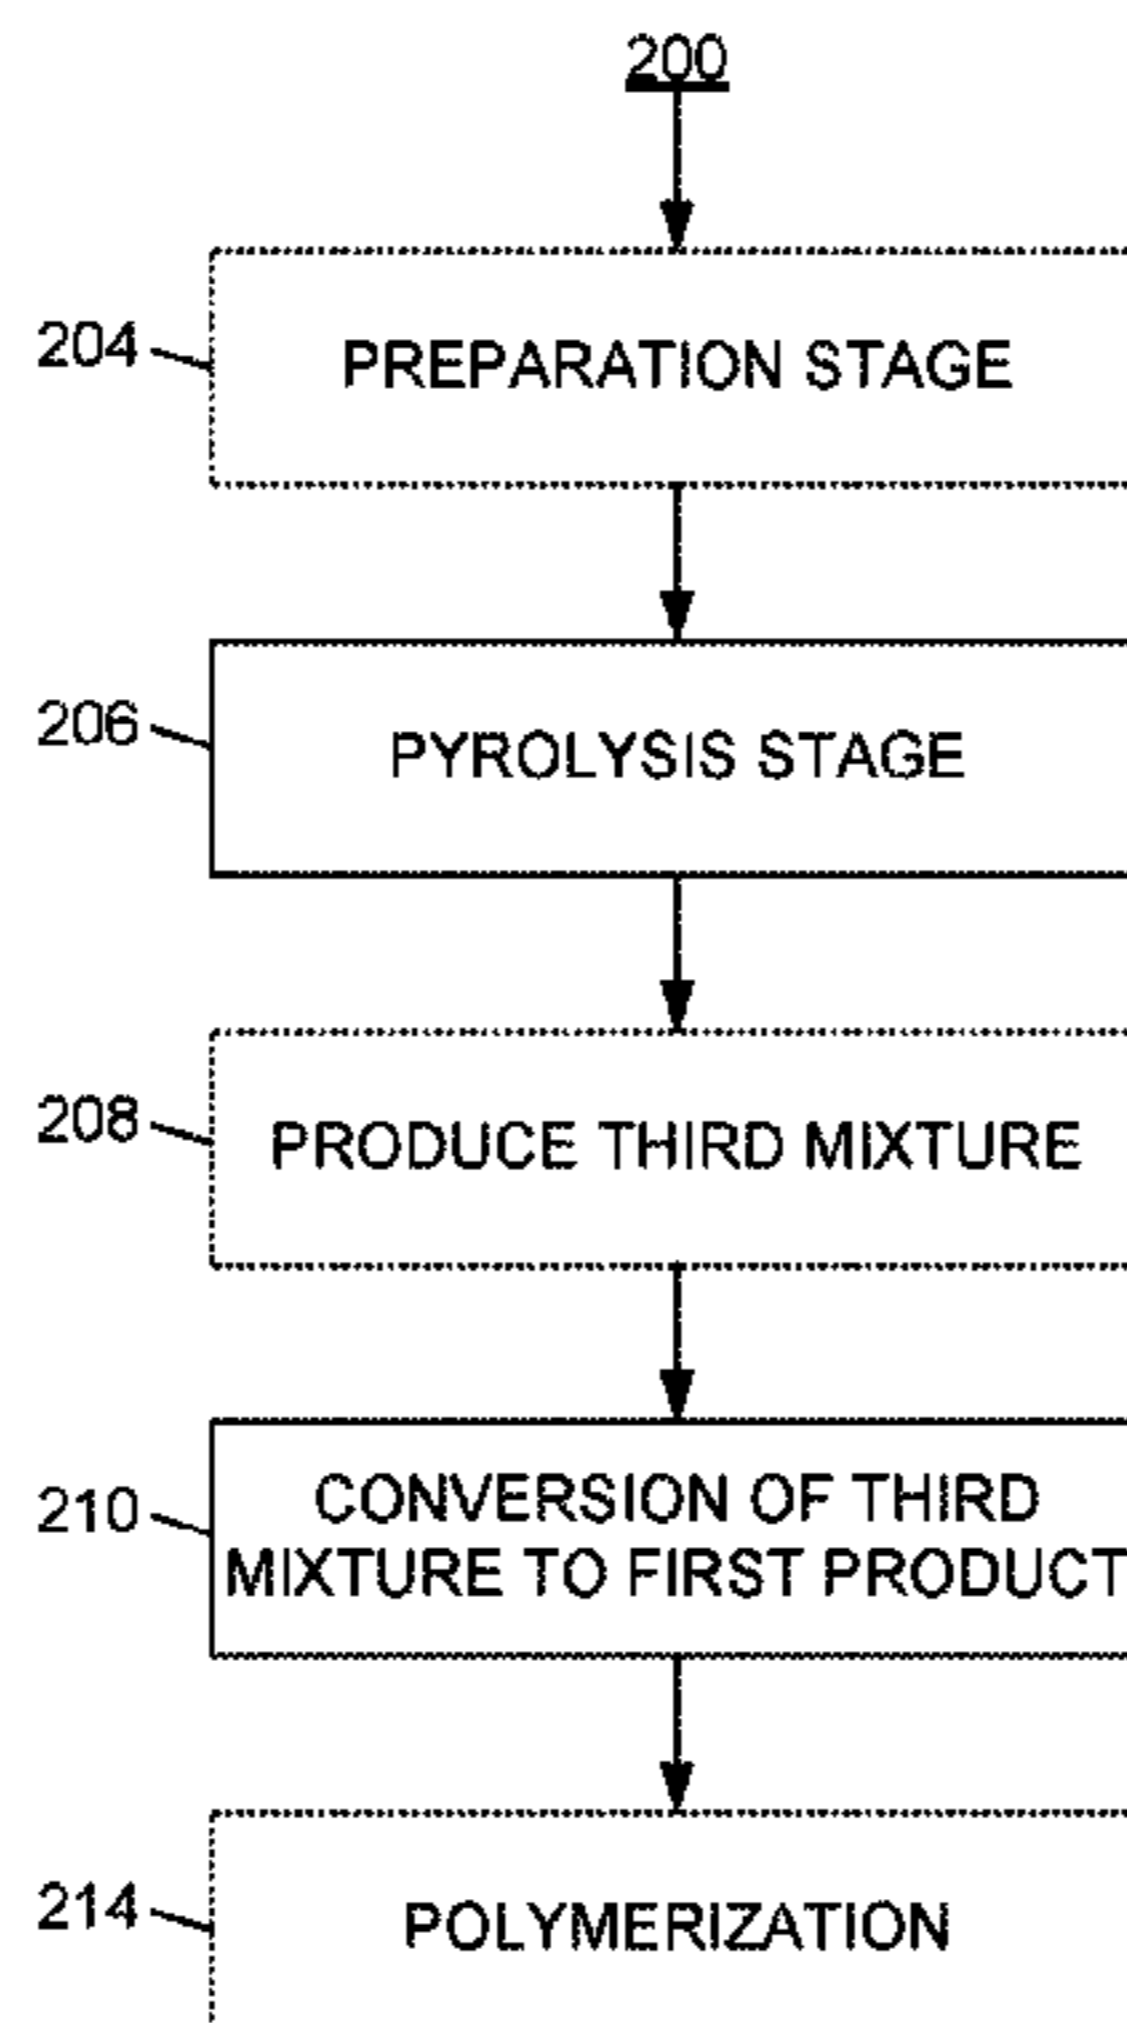 200
204
PREPARATION STAGE
206
PYROLYSIS STAGE
208
PRODUCE THIRD MIXTURE
210
CONVERSION OF THIRD
MIXTURE TO FIRST PRODUCT
214
POLYMERIZATION